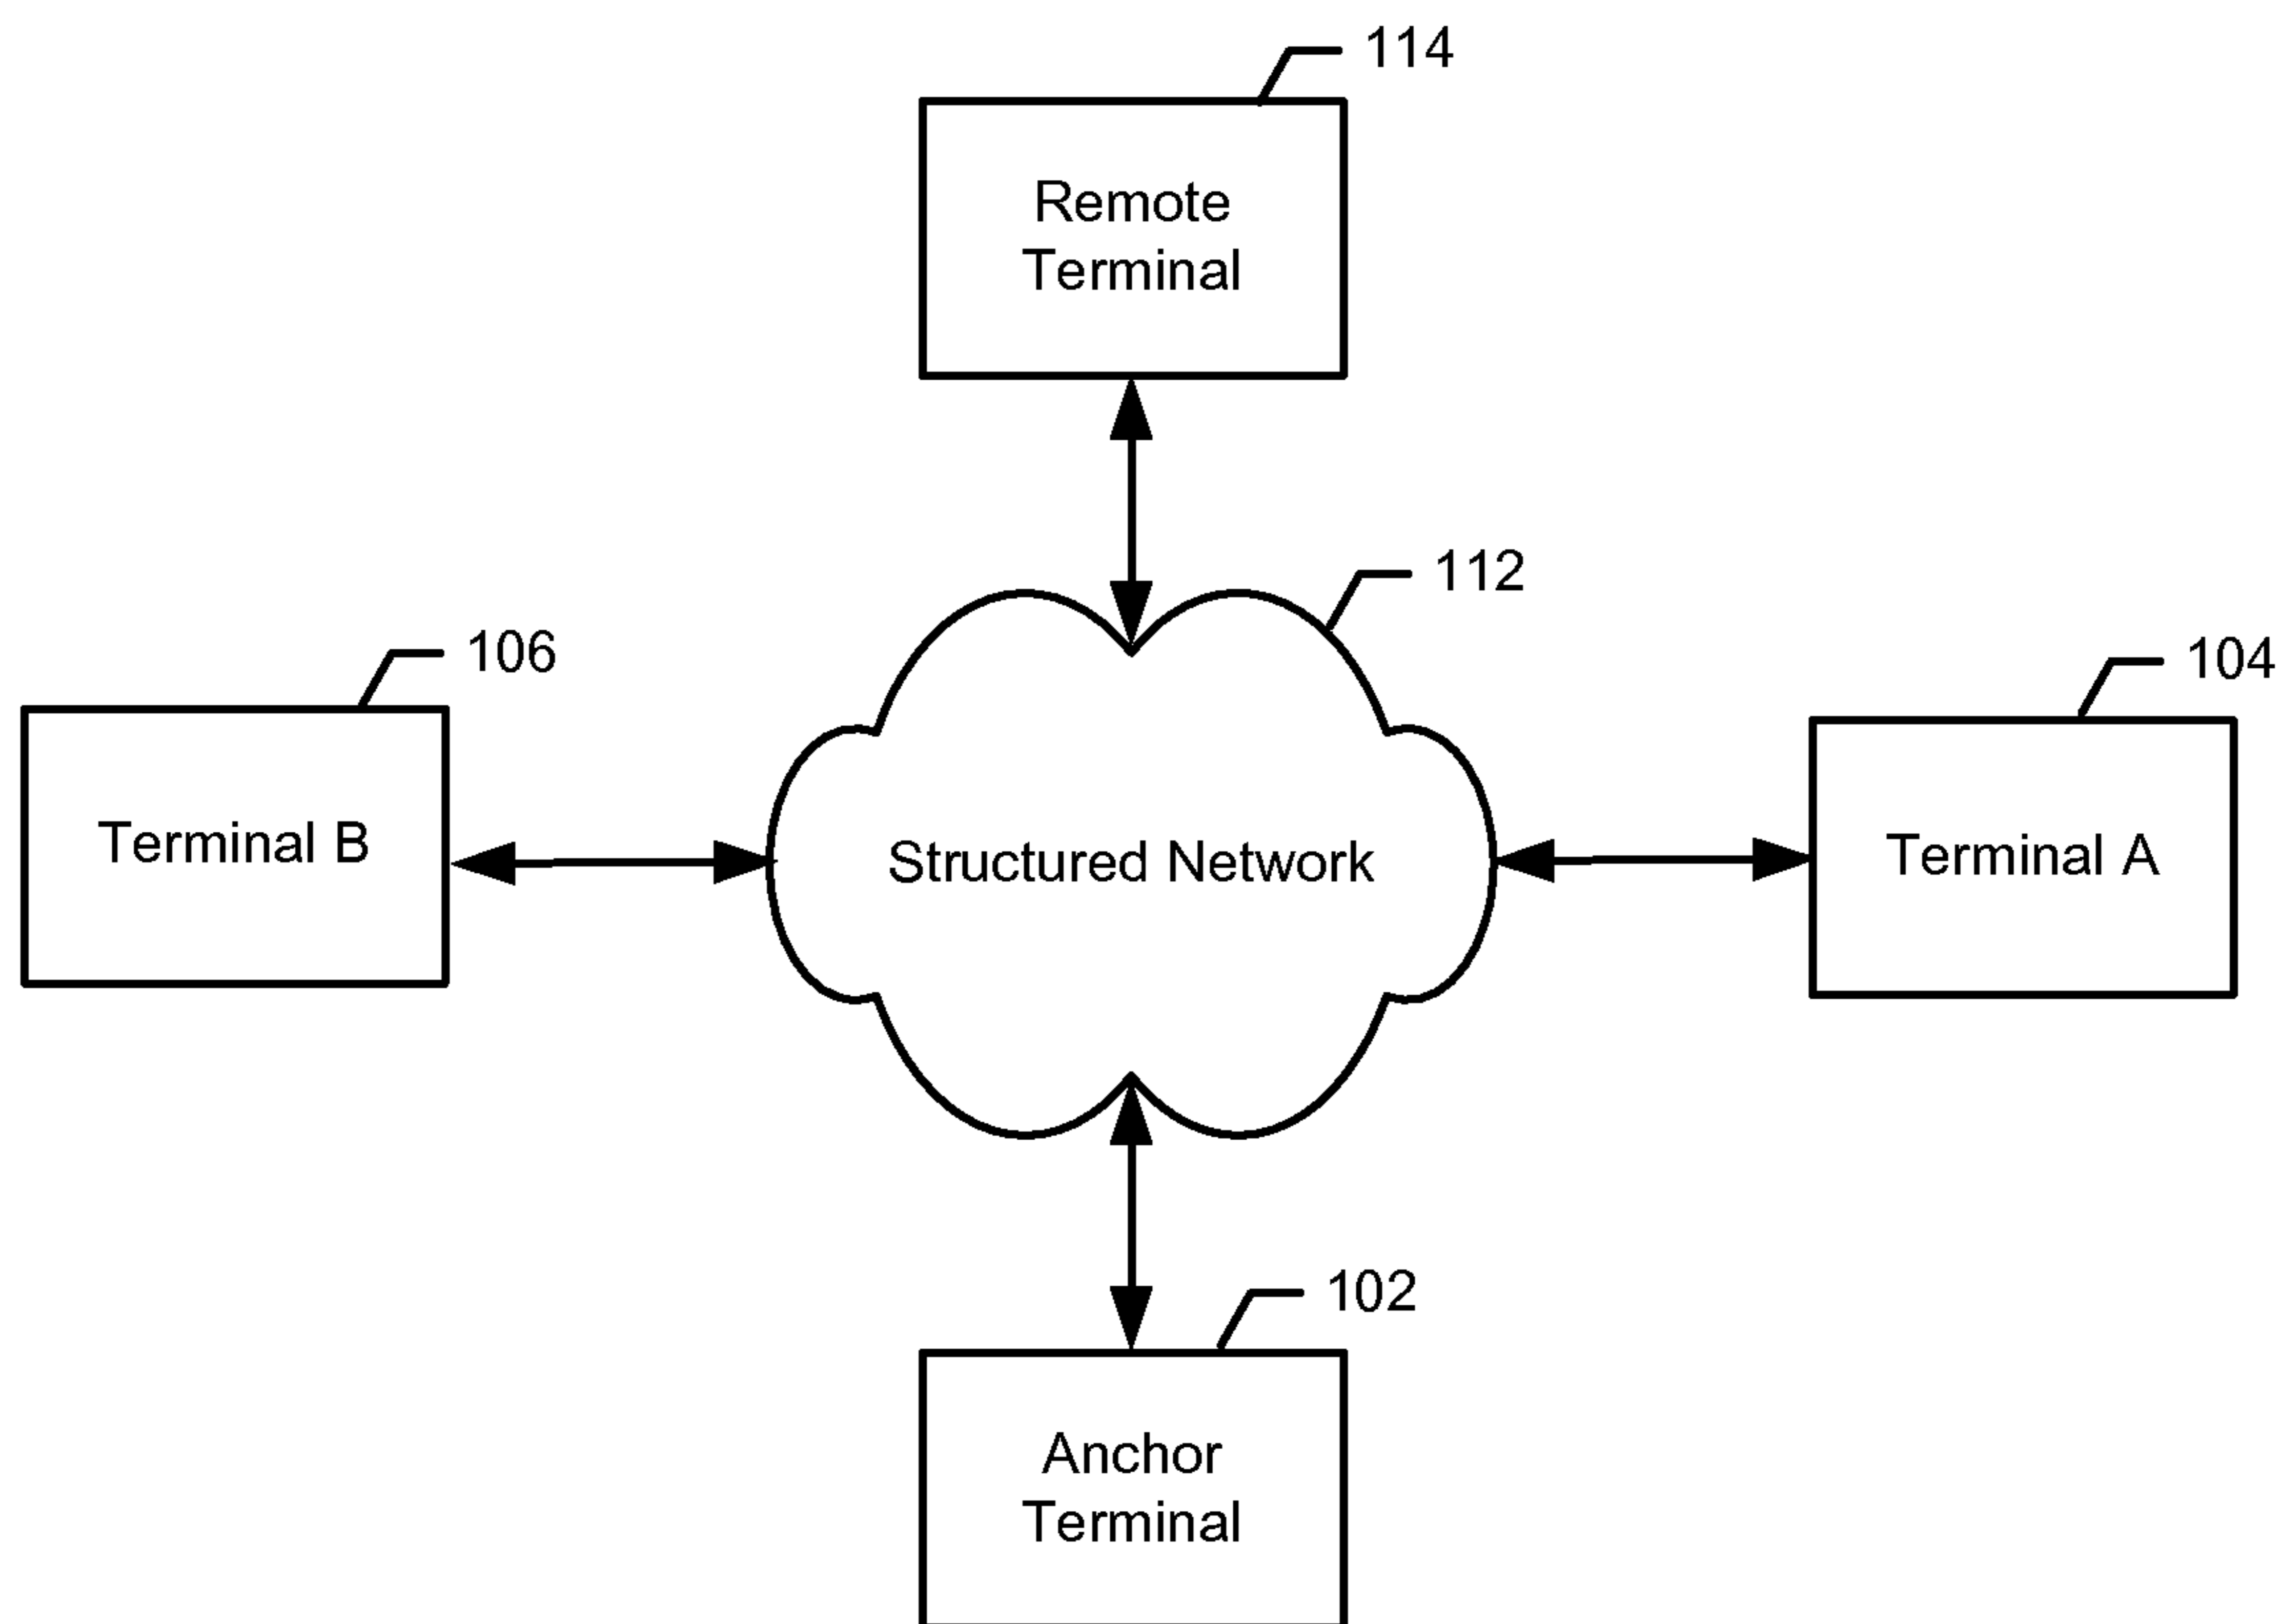 114
Remote
Terminal
112
106
104
Terminal B
Structured Network
Terminal A
102
Anchor
Terminal